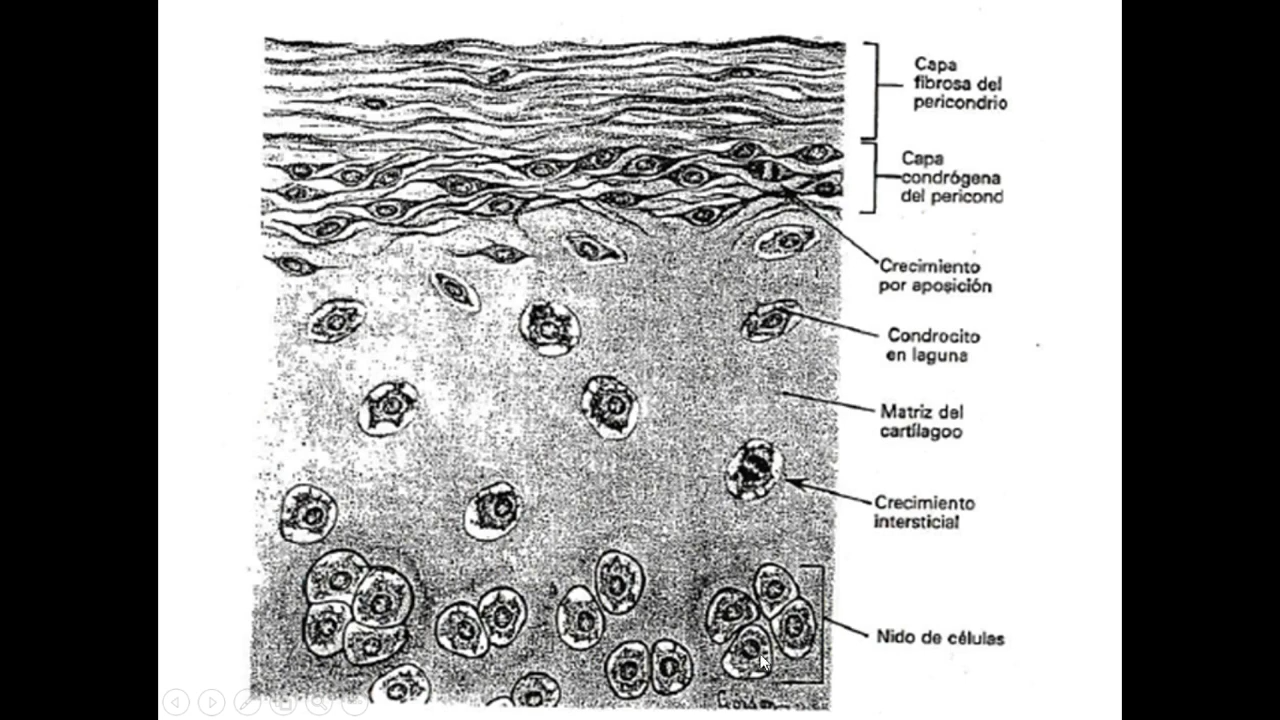 Capa
fibrosa del
pericondrio
Capa
condrógena
del pericond
Crecimiento
por aposición
Condrocito
en laguna
Matriz del
cartílagoo
Crecimiento
intersticial
Nido de células